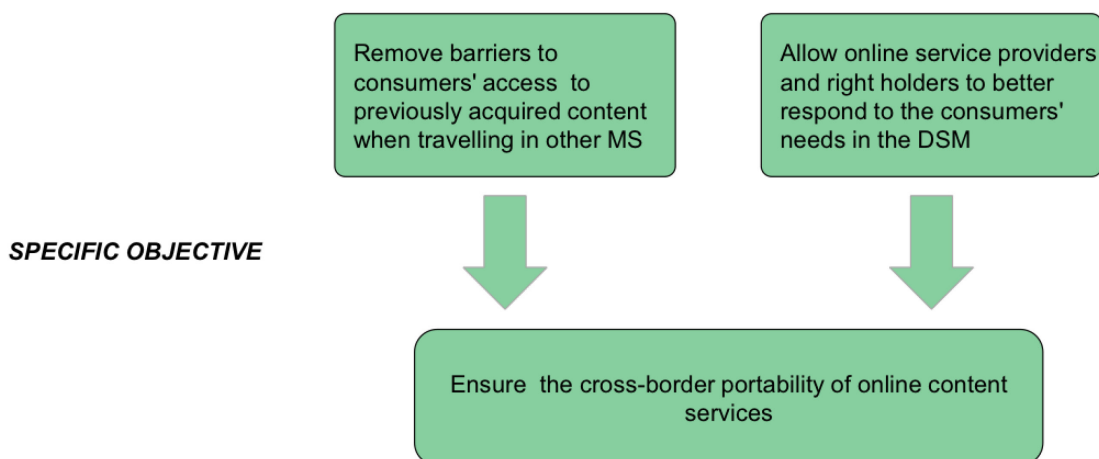 Remove barriers to
consumers' access to
previously acquired content
when travelling in other MS
Allow online service providers
and right holders to better
respond to the consumers'
needs in the DSM
SPECIFIC OBJECTIVE
Ensure the cross-border portability of online content
services